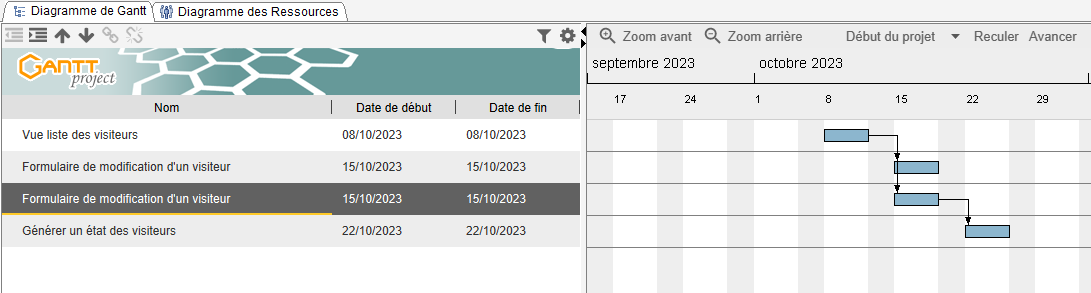 Diagramme de Gantt Diagramme des Ressources
Zoom avant Zoom arrière Début du projet Reculer Avancer
GANTT
project
septembre 2023 octobre 2023
17 24 1 8 15 22 29
Nom Date de début Date de fin
Vue liste des visiteurs 08/10/2023 08/10/2023
Formulaire de modification d'un visiteur 15/10/2023 15/10/2023
Formulaire de modification d'un visiteur 15/10/2023 15/10/2023
Générer un état des visiteurs 22/10/2023 22/10/2023